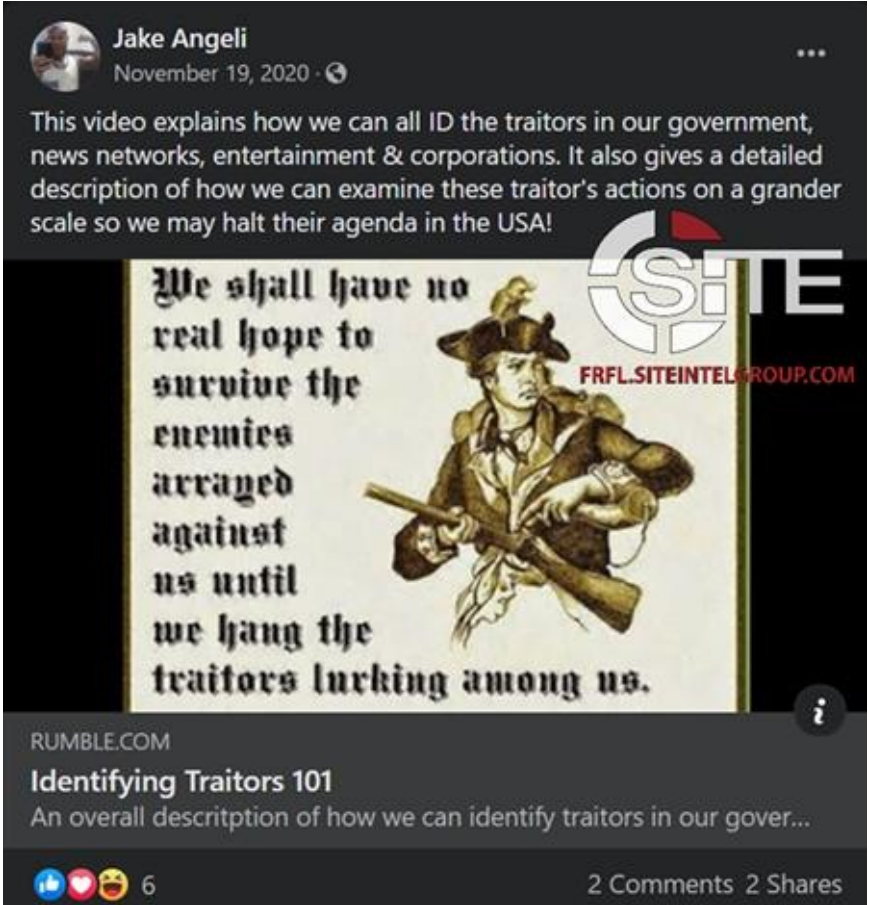 Jake Angeli
November 19, 2020 ·
This video explains how we can all ID the traitors in our government,
news networks, entertainment & corporations. It also gives a detailed
description of how we can examine these traitor's actions on a grander
scale so we may halt their agenda in the USA!
SITE
FRFL.SITEINTELGROUP.COM
We shall have no
real hope to
survive the
enemies
arrayed
against
us until
we hang the
traitors lurking among us.
i
RUMBLE.COM
Identifying Traitors 101
An overall descritption of how we can identify traitors in our gover...
6
2 Comments 2 Shares